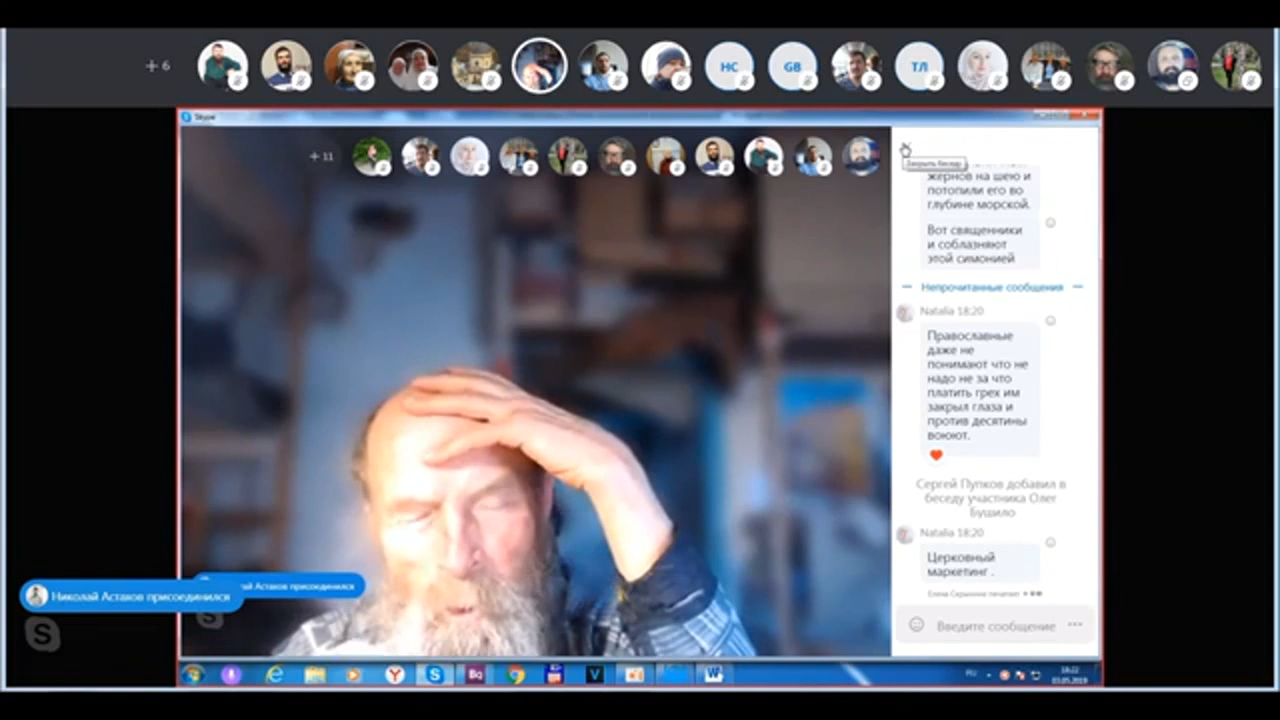 + 6
НС
GB
ТЛ
Skype
+ 11
Закрыть беседу
жернов на шею и
потопили его во
глубине морской.
Вот священники
и соблазняют
этой симонией
Непрочитанные сообщения
Natalia 18:20
Православные
даже не
понимают что не
надо не за что
платить грех им
закрыл глаза и
против десятины
воюют.
Сергей Пупков добавил в
беседу участника Олег
Бушило
Natalia 18:20
Церковный
маркетинг .
печатает
Введите сообщение
ай Астахов присоединился
Николай Астахов присоединился
S
S
e
Y
S
Bq
V
W
RU
18:22
03.05.2019